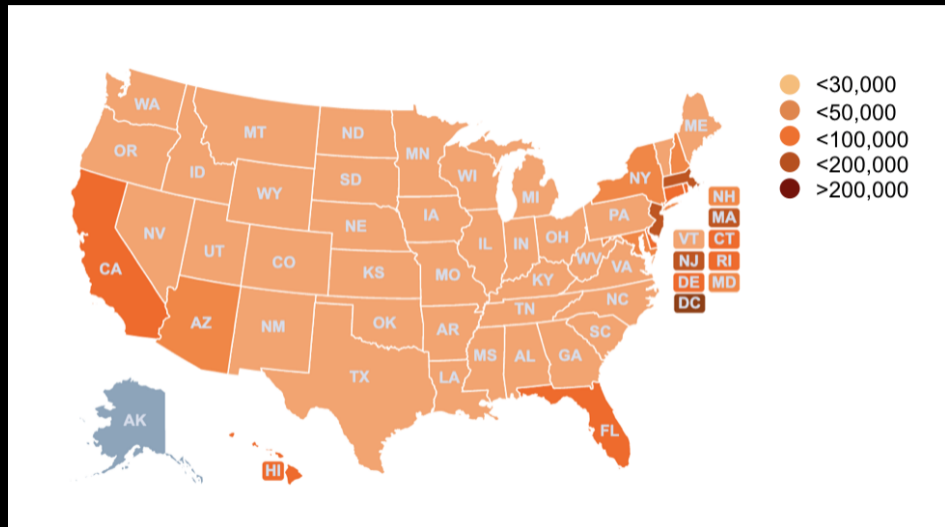 WA
MT
ND
MN
ME
OR
ID
SD
WI
WY
MI
NY
NH
MA
VT CT
NJ RI
DE MD
DC
NV
UT
CO
NE
IA
KS
MO
IL
IN
OH
PA
WV
VA
KY
CA
AZ
NM
OK
AR
TN
NC
SC
MS
AL
GA
LA
TX
FL
AK
HI
<30,000
<50,000
<100,000
<200,000
>200,000